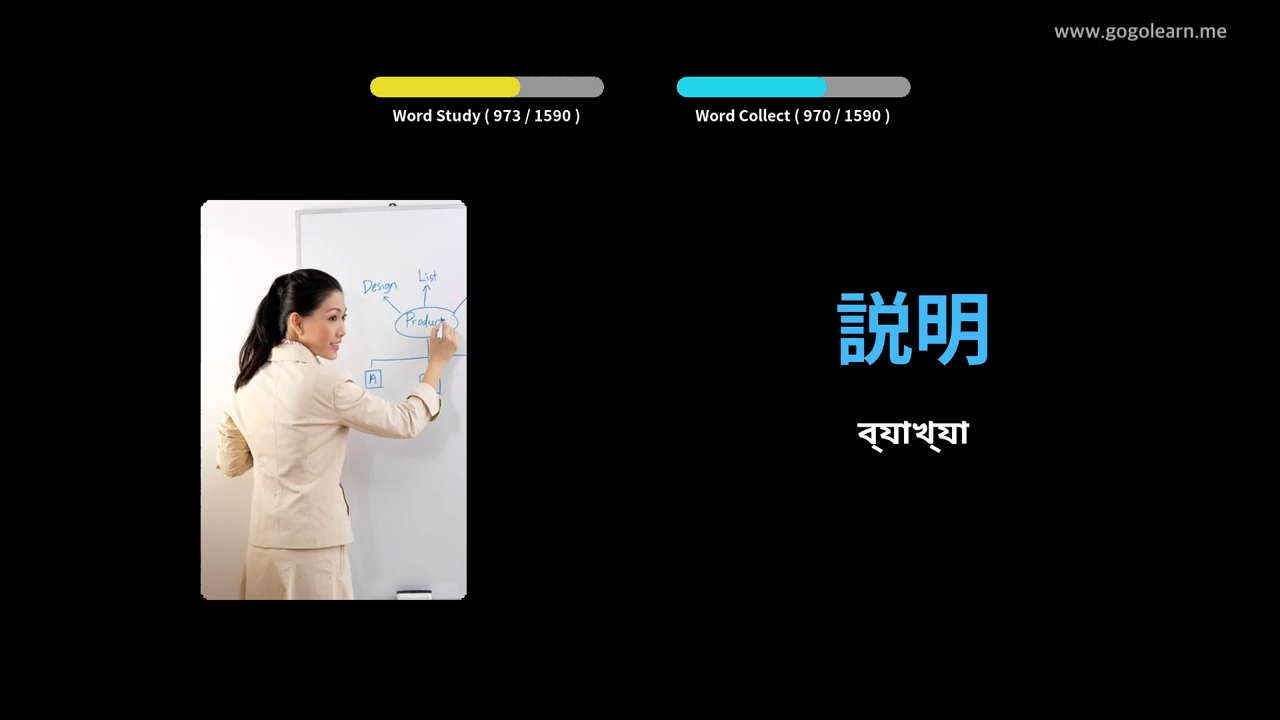 www.gogolearn.me
Word Study ( 973 / 1590 )
Word Collect ( 970 / 1590 )
Design
List
Product
A
説明
ব্যাখ্যা